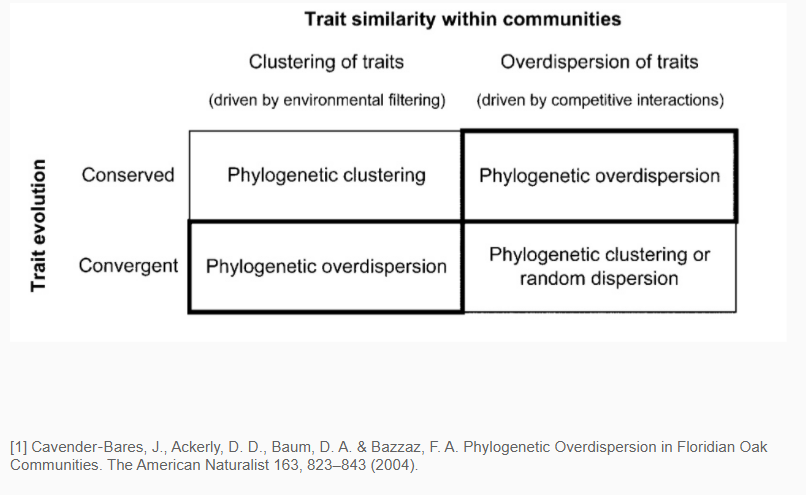 Trait similarity within communities
Clustering of traits
Overdispersion of traits
(driven by environmental filtering)
(driven by competitive interactions)
Trait evolution
Conserved
Phylogenetic clustering
Phylogenetic overdispersion
Convergent
Phylogenetic overdispersion
Phylogenetic clustering or
random dispersion
[1] Cavender-Bares, J., Ackerly, D. D., Baum, D. A. & Bazzaz, F. A. Phylogenetic Overdispersion in Floridian Oak
Communities. The American Naturalist 163, 823–843 (2004).